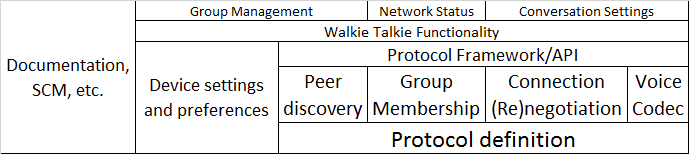 Group Management
Network Status
Conversation Settings
Walkie Talkie Functionality
Documentation,
SCM, etc.
Device settings
and preferences
Protocol Framework/API
Peer
discovery
Group
Membership
Connection
(Re)negotiation
Voice
Codec
Protocol definition